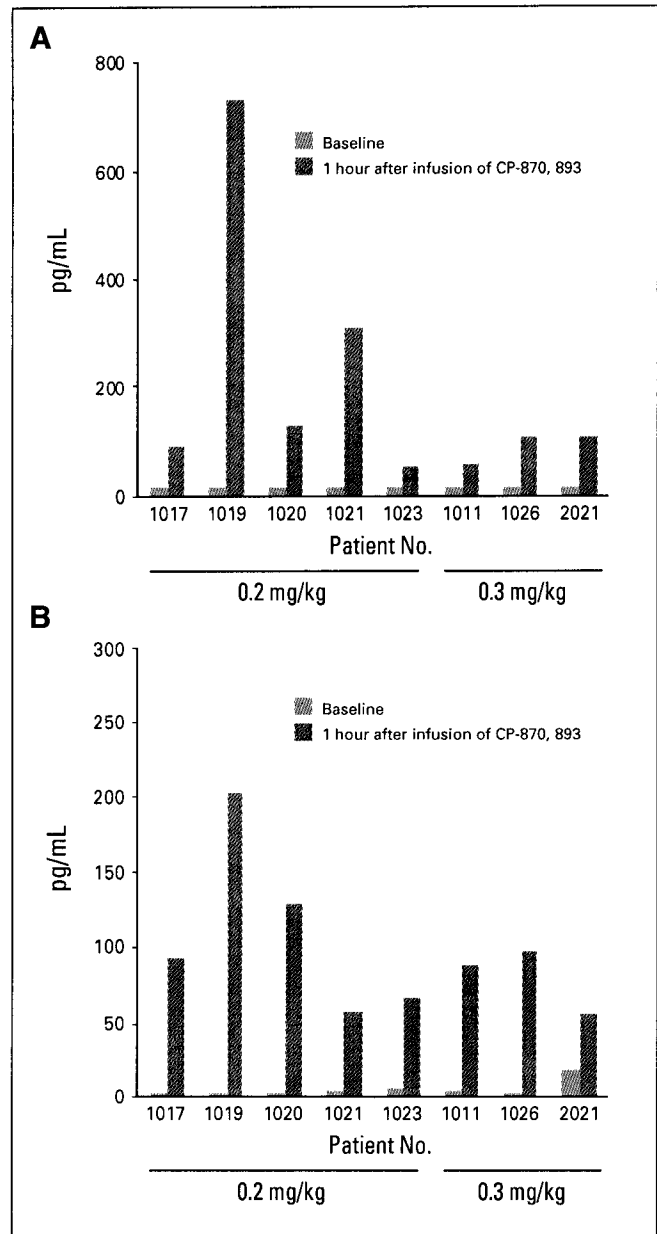 A
800
600
400
200
0
pg/mL
Baseline
1 hour after infusion of CP-870, 893
1017 1019 1020 1021 1023 1011 1026 2021
Patient No.
0.2 mg/kg 0.3 mg/kg
B
300
250
200
150
100
50
0
pg/mL
Baseline
1 hour after infusion of CP-870, 893
1017 1019 1020 1021 1023 1011 1026 2021
Patient No.
0.2 mg/kg 0.3 mg/kg